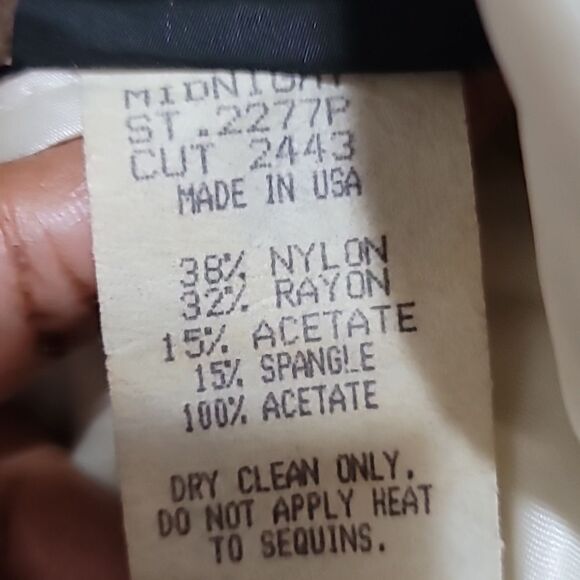 MIDNIGHT
ST.2277P
CUT 2443
MADE IN USA
38% NYLON
32% RAYON
15% ACETATE
15% SPANGLE
100% ACETATE
DRY CLEAN ONLY.
DO NOT APPLY HEAT
TO SEQUINS.